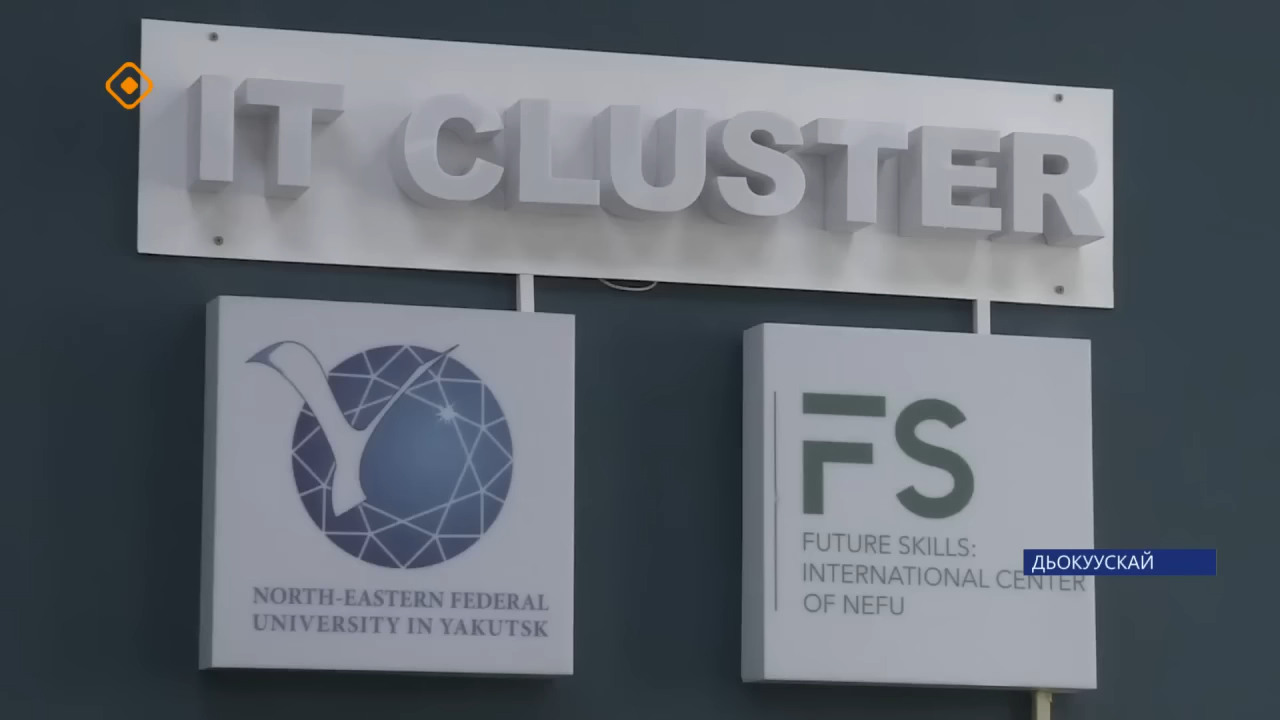 IT CLUSTER
NORTH-EASTERN FEDERAL
UNIVERSITY IN YAKUTSK
FS
FUTURE SKILLS:
INTERNATIONAL CENTER
OF NEFU
ДЬОКУУСКАЙ